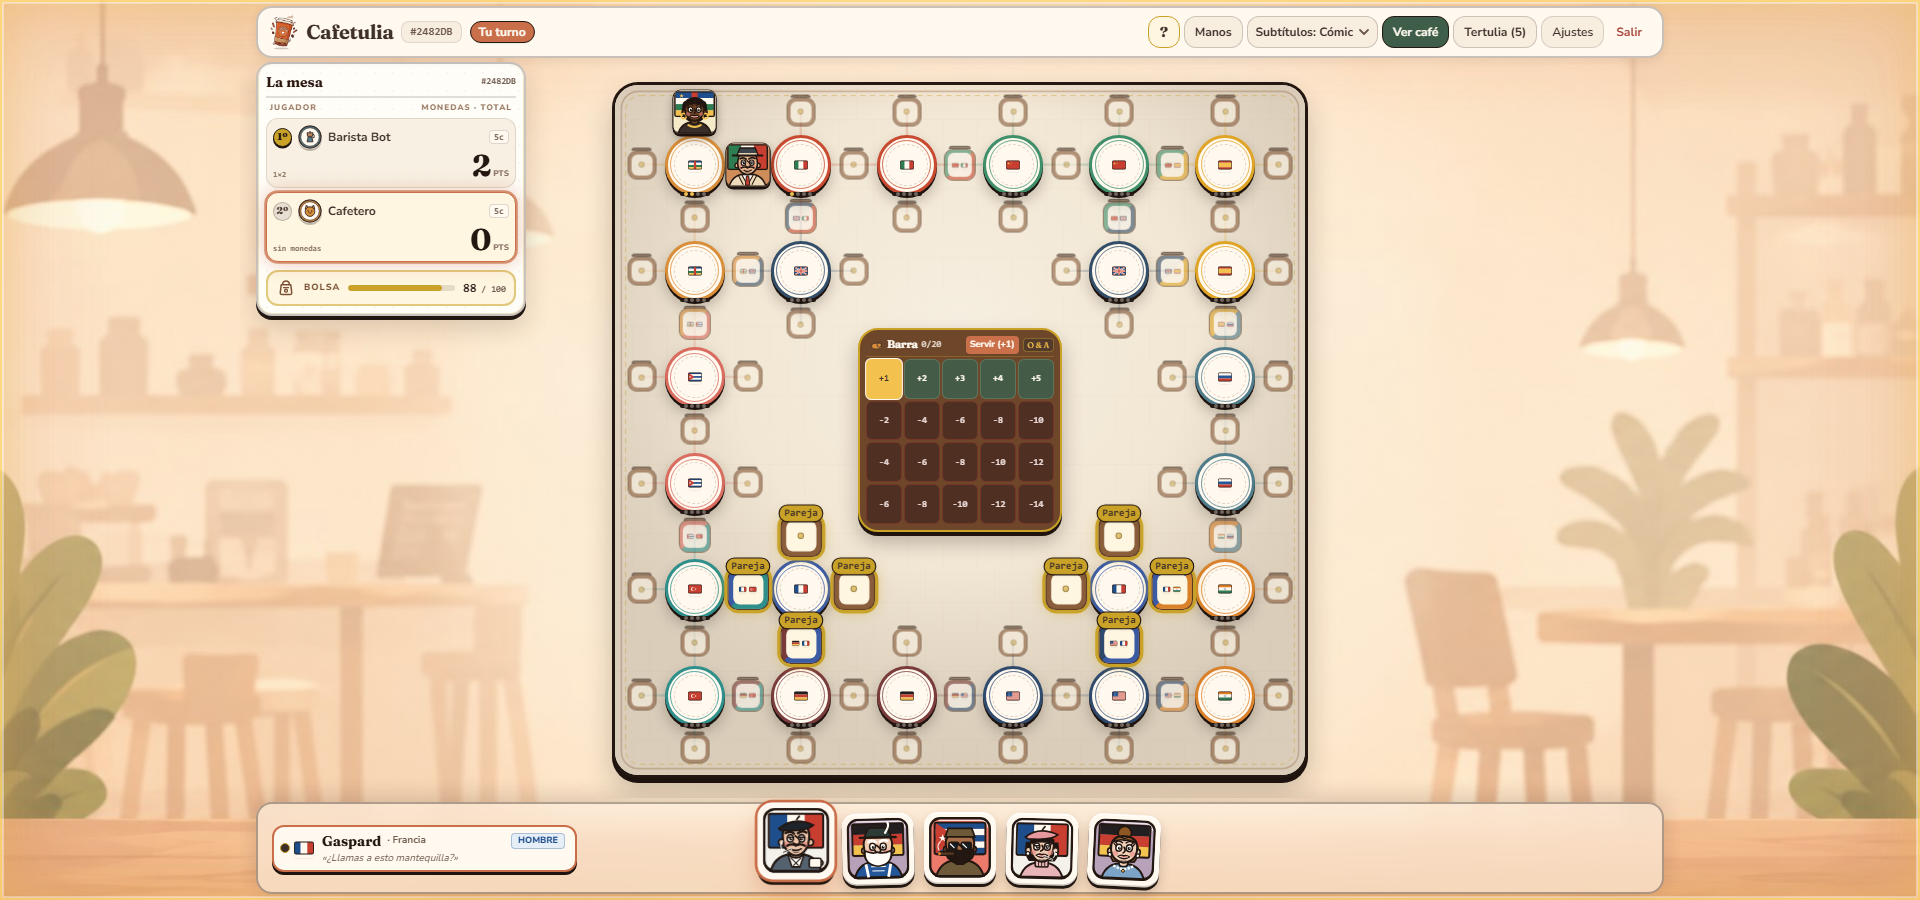 Cafetulia #2482DB Tu turno ? Manos Subtítulos: Cómic Ver café Tertulia (5) Ajustes Salir
La mesa #2482DB
JUGADOR MONEDAS · TOTAL
1º Barista Bot 5c
1×2 2 PTS
2º Cafetero 5c
sin monedas 0 PTS
BOLSA 88 / 100
Barra 0/20 Servir (+1) O&A
+1 +2 +3 +4 +5
-2 -4 -6 -8 -10
-4 -6 -8 -10 -12
-6 -8 -10 -12 -14
Pareja Pareja
Pareja Pareja Pareja Pareja
Pareja Pareja
Gaspard · Francia HOMBRE
«¿Llamas a esto mantequilla?»